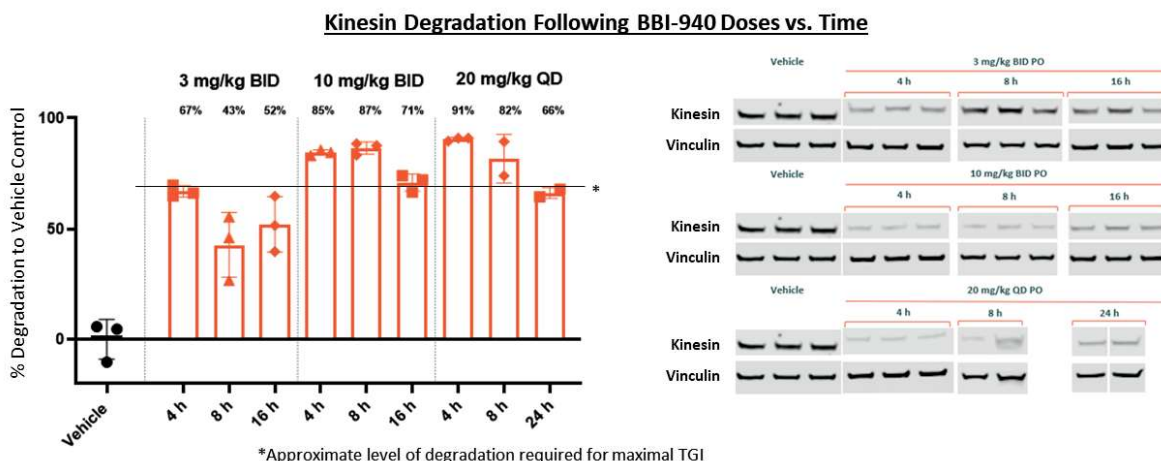 Kinesin Degradation Following BBI-940 Doses vs. Time
3 mg/kg BID 10 mg/kg BID 20 mg/kg QD
67% 43% 52% 85% 87% 71% 91% 82% 66%
% Degradation to Vehicle Control
100
50
0
*
Vehicle 4 h 8 h 16 h 4 h 8 h 16 h 4 h 8 h 24 h
*Approximate level of degradation required for maximal TGI
Vehicle 3 mg/kg BID PO
4 h 8 h 16 h
Kinesin
Vinculin
Vehicle 10 mg/kg BID PO
4 h 8 h 16 h
Kinesin
Vinculin
Vehicle 20 mg/kg QD PO
4 h 8 h 24 h
Kinesin
Vinculin